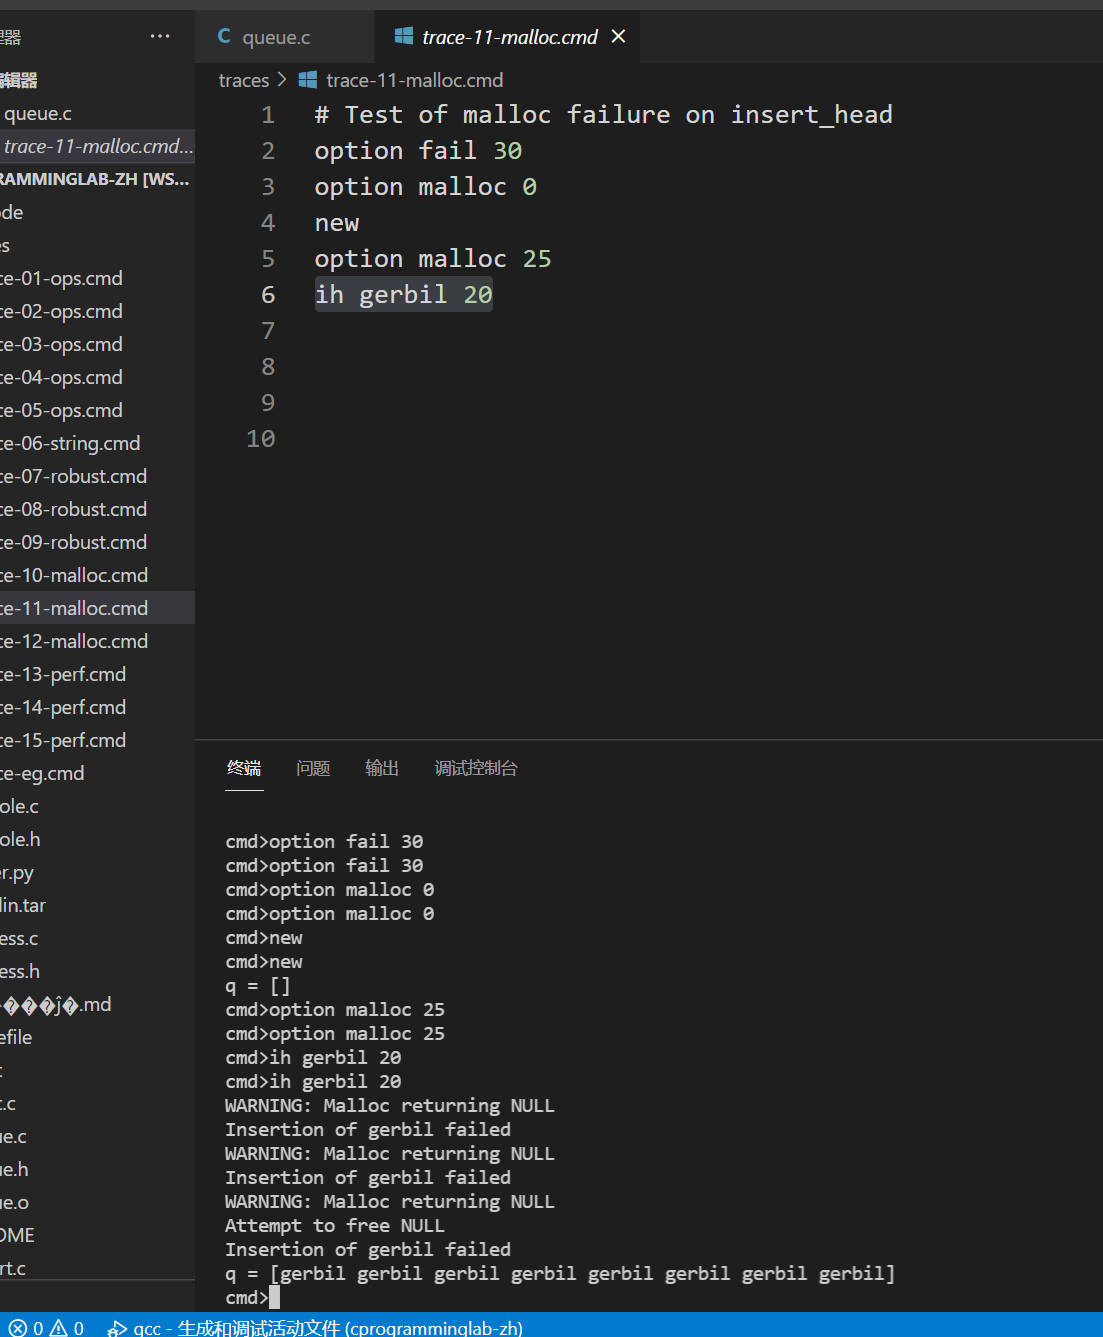 理器 ...
C queue.c
trace-11-malloc.cmd ×
编辑器
queue.c
trace-11-malloc.cmd...
RAMMINGLAB-ZH [WS...
de
s
ce-01-ops.cmd
ce-02-ops.cmd
ce-03-ops.cmd
ce-04-ops.cmd
ce-05-ops.cmd
ce-06-string.cmd
ce-07-robust.cmd
ce-08-robust.cmd
ce-09-robust.cmd
ce-10-malloc.cmd
ce-11-malloc.cmd
ce-12-malloc.cmd
ce-13-perf.cmd
ce-14-perf.cmd
ce-15-perf.cmd
ce-eg.cmd
ole.c
ole.h
er.py
lin.tar
ess.c
ess.h
���ĵ�.md
efile
t.c
ue.c
ue.h
ue.o
OME
rt.c
traces > trace-11-malloc.cmd
1 # Test of malloc failure on insert_head
2 option fail 30
3 option malloc 0
4 new
5 option malloc 25
6 ih gerbil 20
7
8
9
10
终端 问题 输出 调试控制台
cmd>option fail 30
cmd>option fail 30
cmd>option malloc 0
cmd>option malloc 0
cmd>new
cmd>new
q = []
cmd>option malloc 25
cmd>option malloc 25
cmd>ih gerbil 20
cmd>ih gerbil 20
WARNING: Malloc returning NULL
Insertion of gerbil failed
WARNING: Malloc returning NULL
Insertion of gerbil failed
WARNING: Malloc returning NULL
Attempt to free NULL
Insertion of gerbil failed
q = [gerbil gerbil gerbil gerbil gerbil gerbil gerbil gerbil]
cmd>
0 0 gcc - 生成和调试活动文件 (cprogramminglab-zh)